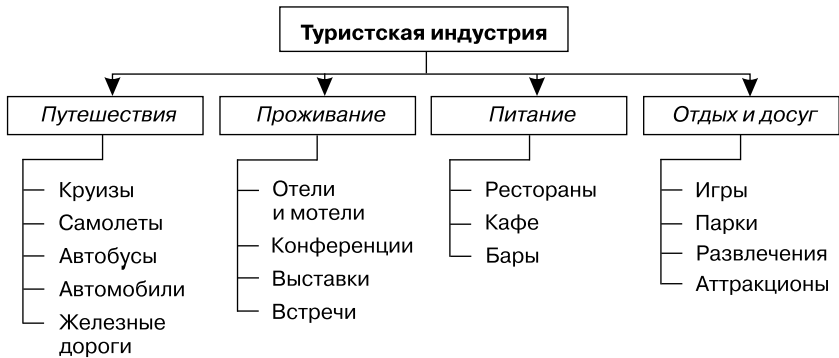 Туристская индустрия
Путешествия
Круизы
Самолеты
Автобусы
Автомобили
Железные
дороги
Проживание
Отели
и мотели
Конференции
Выставки
Встречи
Питание
Рестораны
Кафе
Бары
Отдых и досуг
Игры
Парки
Развлечения
Аттракционы